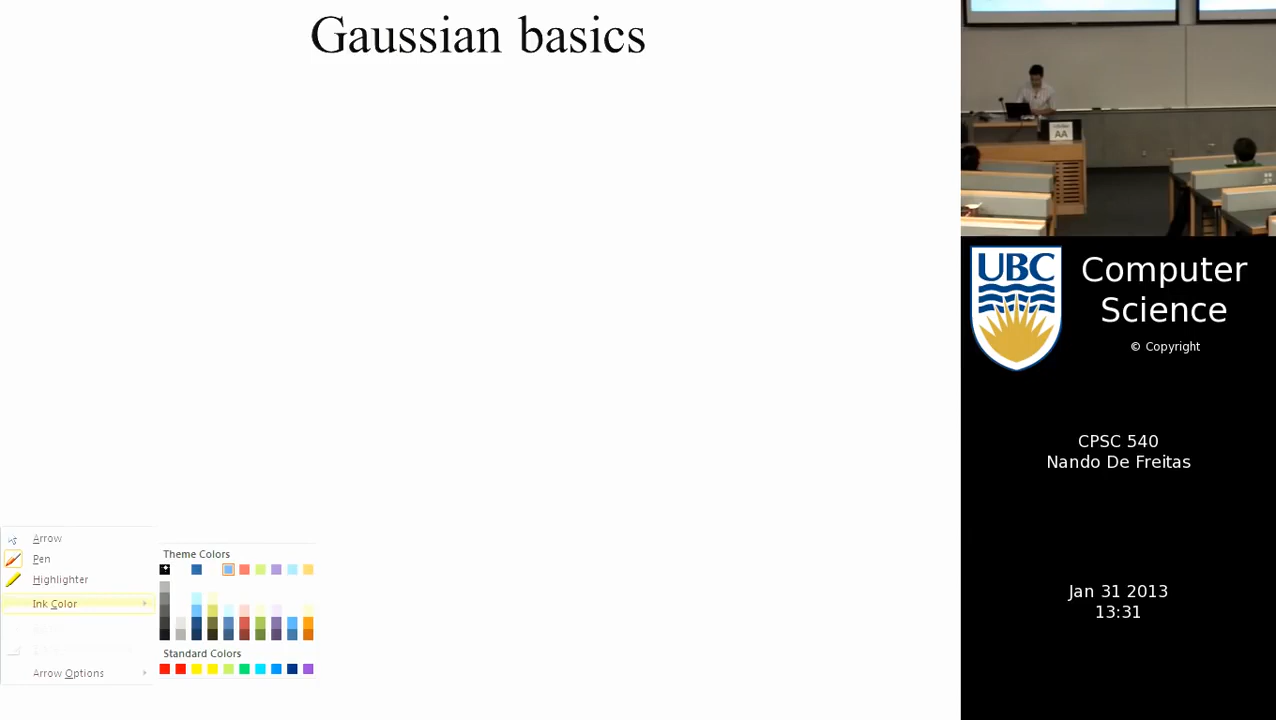 Gaussian basics
AA
UBC
Computer
Science
© Copyright
CPSC 540
Nando De Freitas
Jan 31 2013
13:31
Arrow
Pen
Highlighter
Ink Color
Arrow Options
Theme Colors
Standard Colors